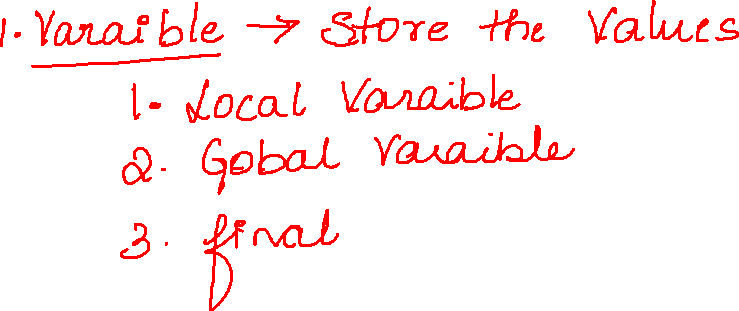 1. Varaible → Store the Values
1. Local Varaible
2. Gobal Varaible
3. final